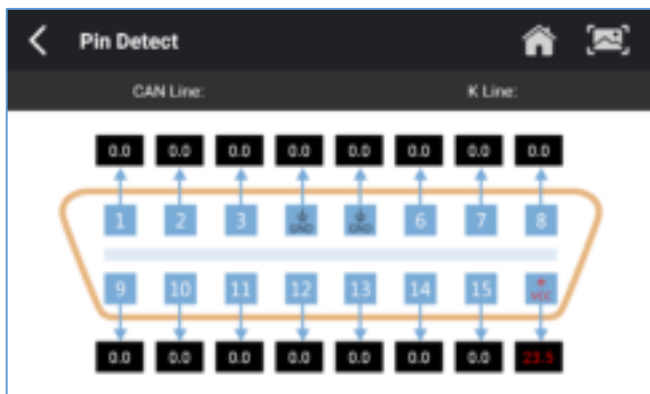 Pin Detect
CAN Line: K Line:
0.0 0.0 0.0 0.0 0.0 0.0 0.0 0.0
1 2 3 GND GND 6 7 8
9 10 11 12 13 14 15 + VCC
0.0 0.0 0.0 0.0 0.0 0.0 0.0 23.5